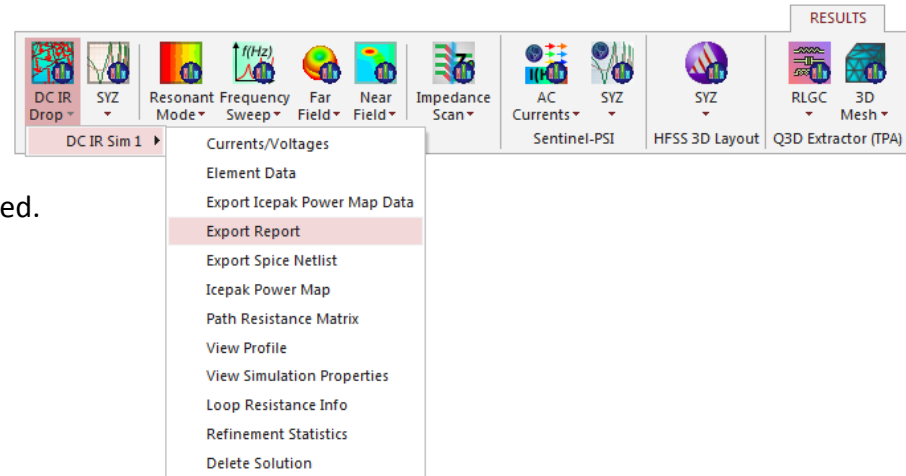 RESULTS
f(HZ)
DC IR Drop
SYZ
Resonant Mode
Frequency Sweep
Far Field
Near Field
Impedance Scan
AC Currents
SYZ
SYZ
RLGC
3D Mesh
DC IR Sim 1
Sentinel-PSI
HFSS 3D Layout
Q3D Extractor (TPA)
Currents/Voltages
Element Data
ed.
Export Icepak Power Map Data
Export Report
Export Spice Netlist
Icepak Power Map
Path Resistance Matrix
View Profile
View Simulation Properties
Loop Resistance Info
Refinement Statistics
Delete Solution